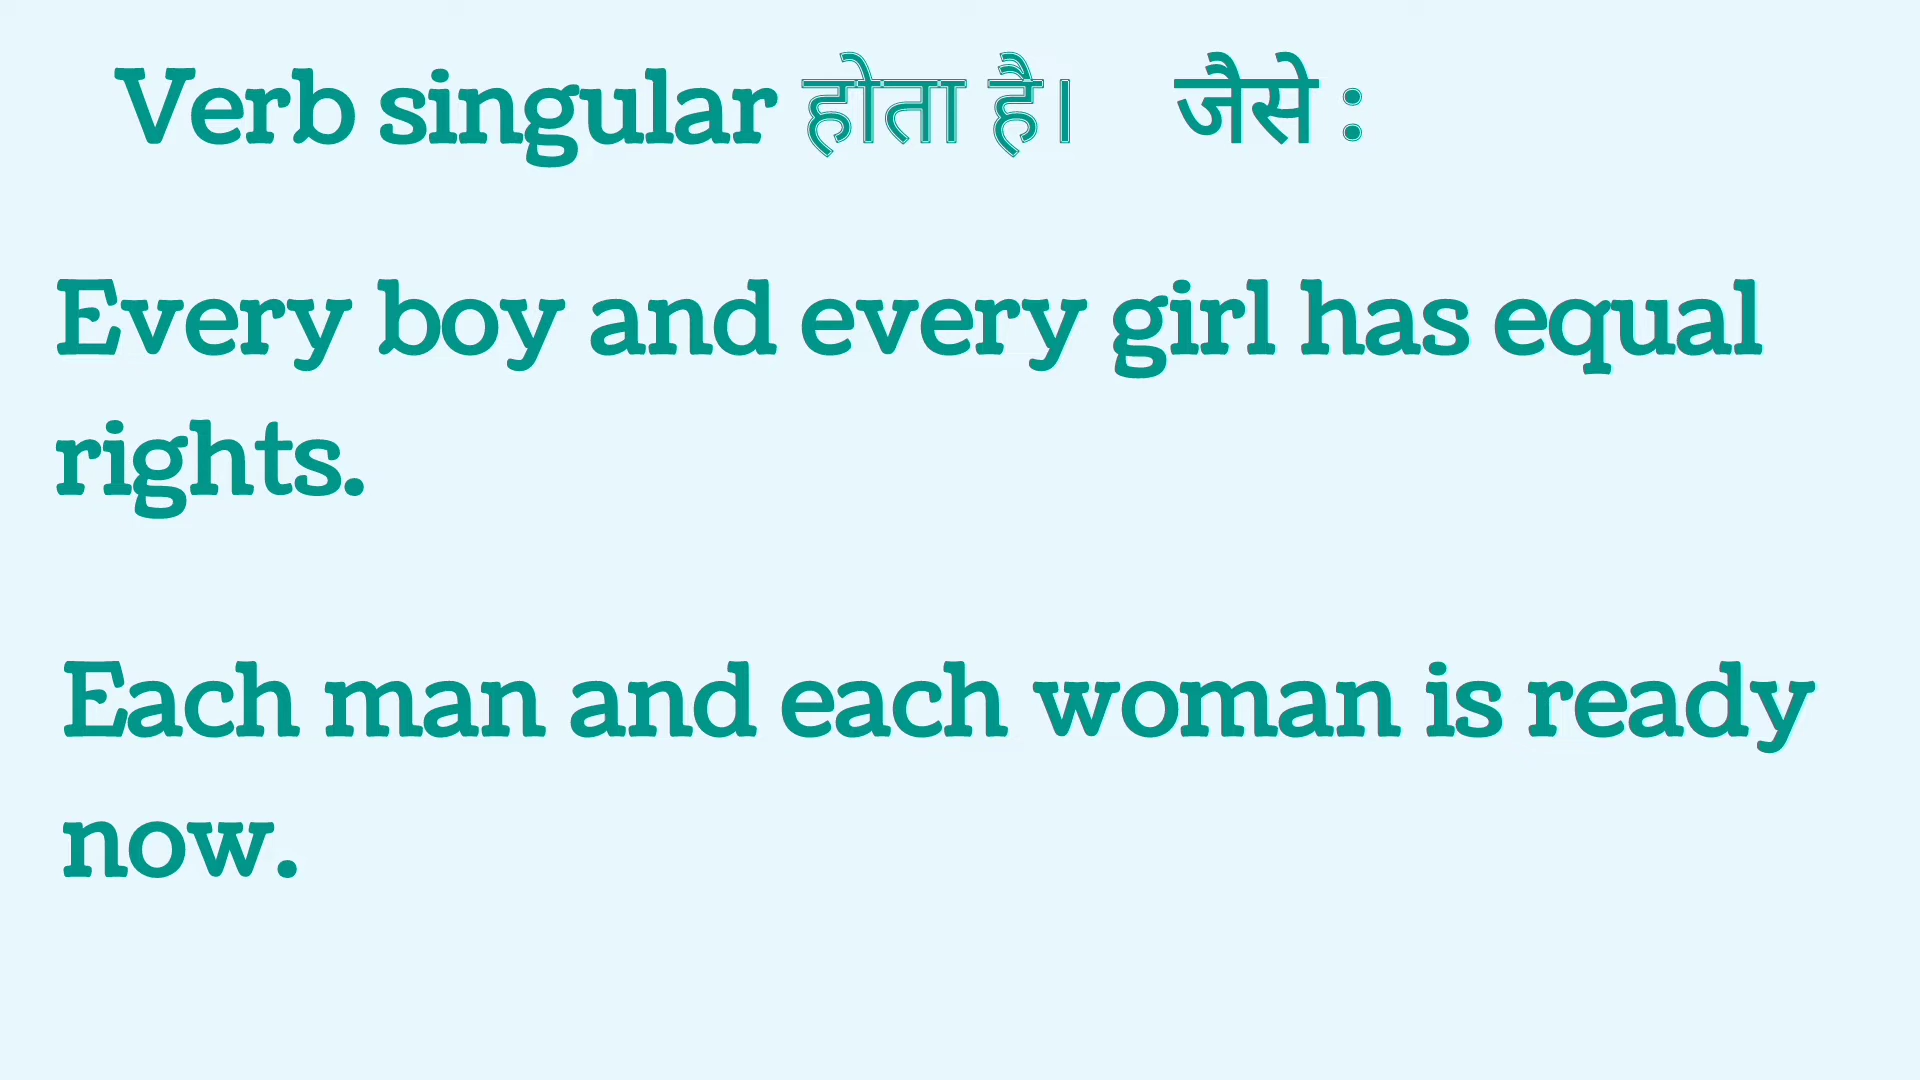 Verb singular होता है। जैसे :
Every boy and every girl has equal
rights.
Each man and each woman is ready
now.